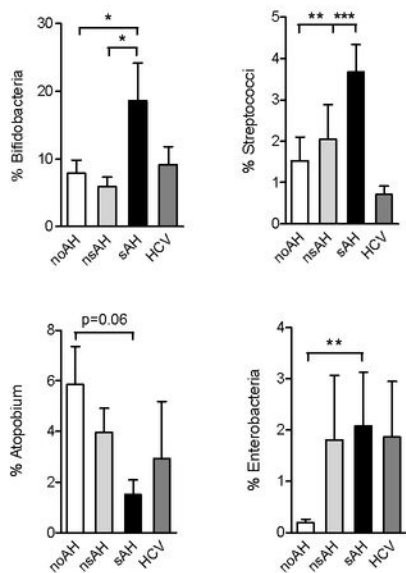 *
*
% Bifidobacteria
30
20
10
0
noAH
nsAH
sAH
HCV
** ***
% Streptococci
5
4
3
2
1
0
noAH
nsAH
sAH
HCV
p=0.06
% Atopobium
8
6
4
2
0
noAH
nsAH
sAH
HCV
**
% Enterobacteria
4
3
2
1
0
noAH
nsAH
sAH
HCV